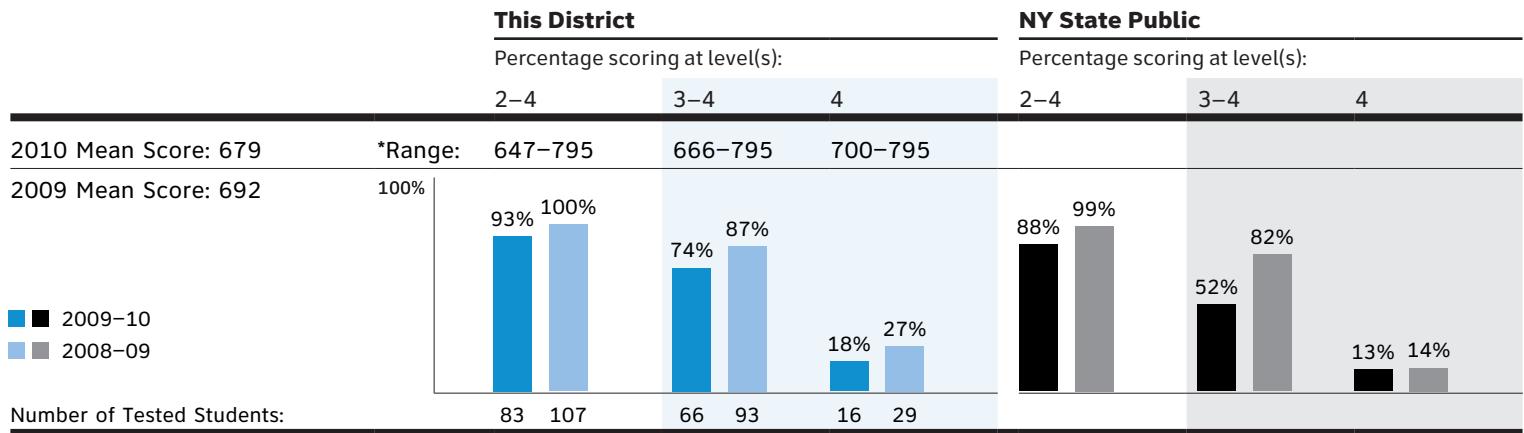 This District
NY State Public
Percentage scoring at level(s):
Percentage scoring at level(s):
2–4 3–4 4 2–4 3–4 4
2010 Mean Score: 679 *Range: 647–795 666–795 700–795
2009 Mean Score: 692
100%
93% 100% 74% 87% 18% 27% 88% 99% 52% 82% 13% 14%
2009–10
2008–09
Number of Tested Students: 83 107 66 93 16 29